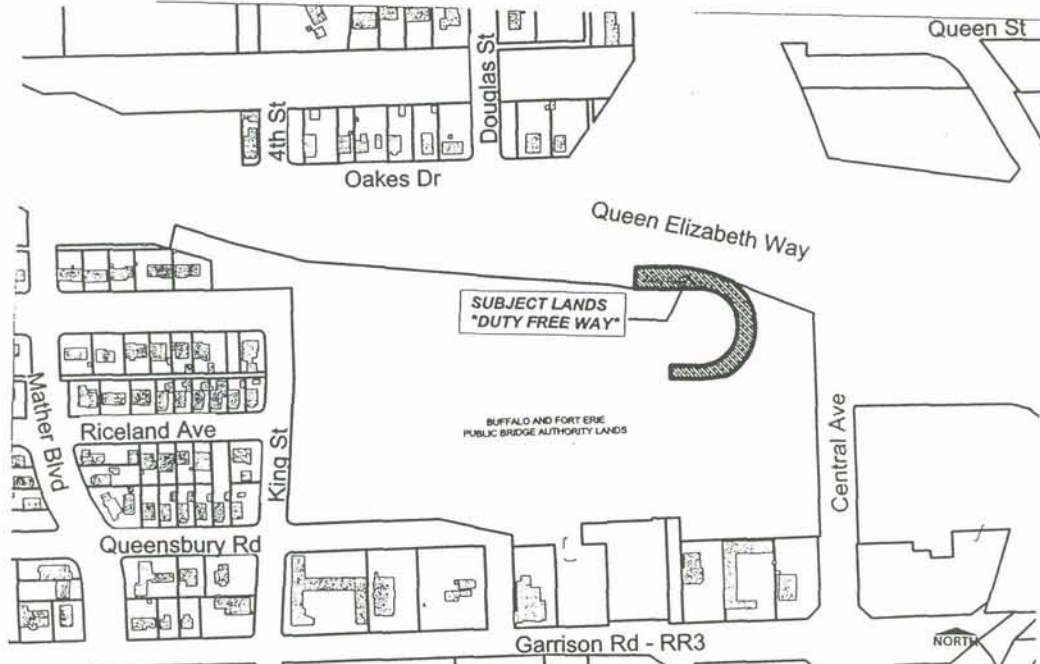 Queen St
Douglas St
4th St
Oakes Dr
Queen Elizabeth Way
SUBJECT LANDS
"DUTY FREE WAY"
Mather Blvd
BUFFALO AND FORT ERIE
PUBLIC BRIDGE AUTHORITY LANDS
Riceland Ave
King St
Central Ave
Queensbury Rd
Garrison Rd - RR3
NORTH